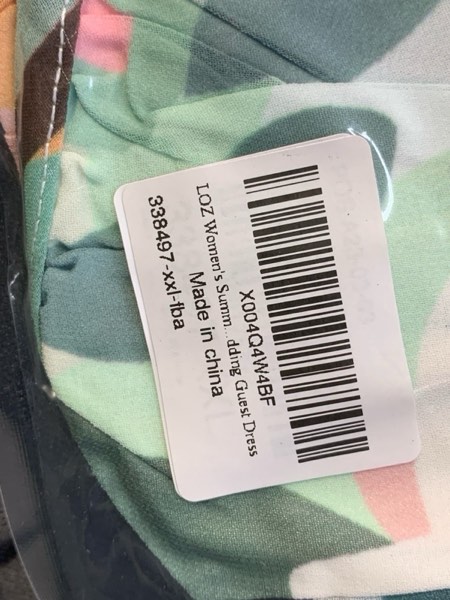 X004Q4W4BF
LOZ Women's Summ...dding Guest Dress
Made in china
338497-xxl-fba